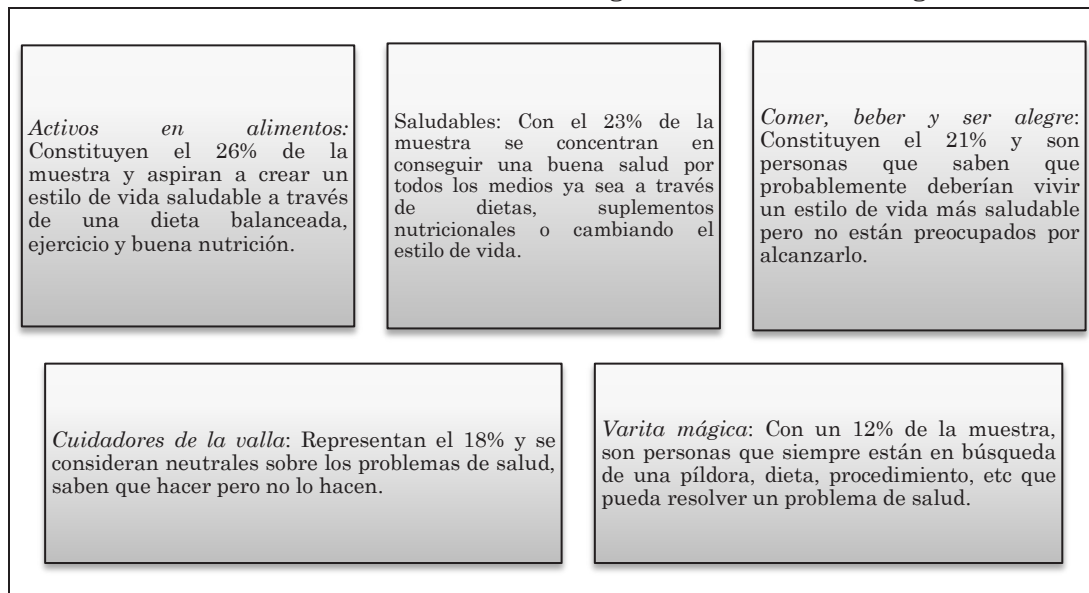 Activos en alimentos:
Constituyen el 26% de la
muestra y aspiran a crear un
estilo de vida saludable a través
de una dieta balanceada,
ejercicio y buena nutrición.
Saludables: Con el 23% de la
muestra se concentran en
conseguir una buena salud por
todos los medios ya sea a través
de dietas, suplementos
nutricionales o cambiando el
estilo de vida.
Comer, beber y ser alegre:
Constituyen el 21% y son
personas que saben que
probablemente deberían vivir
un estilo de vida más saludable
pero no están preocupados por
alcanzarlo.
Cuidadores de la valla: Representan el 18% y se
consideran neutrales sobre los problemas de salud,
saben que hacer pero no lo hacen.
Varita mágica: Con un 12% de la muestra,
son personas que siempre están en búsqueda
de una píldora, dieta, procedimiento, etc que
pueda resolver un problema de salud.